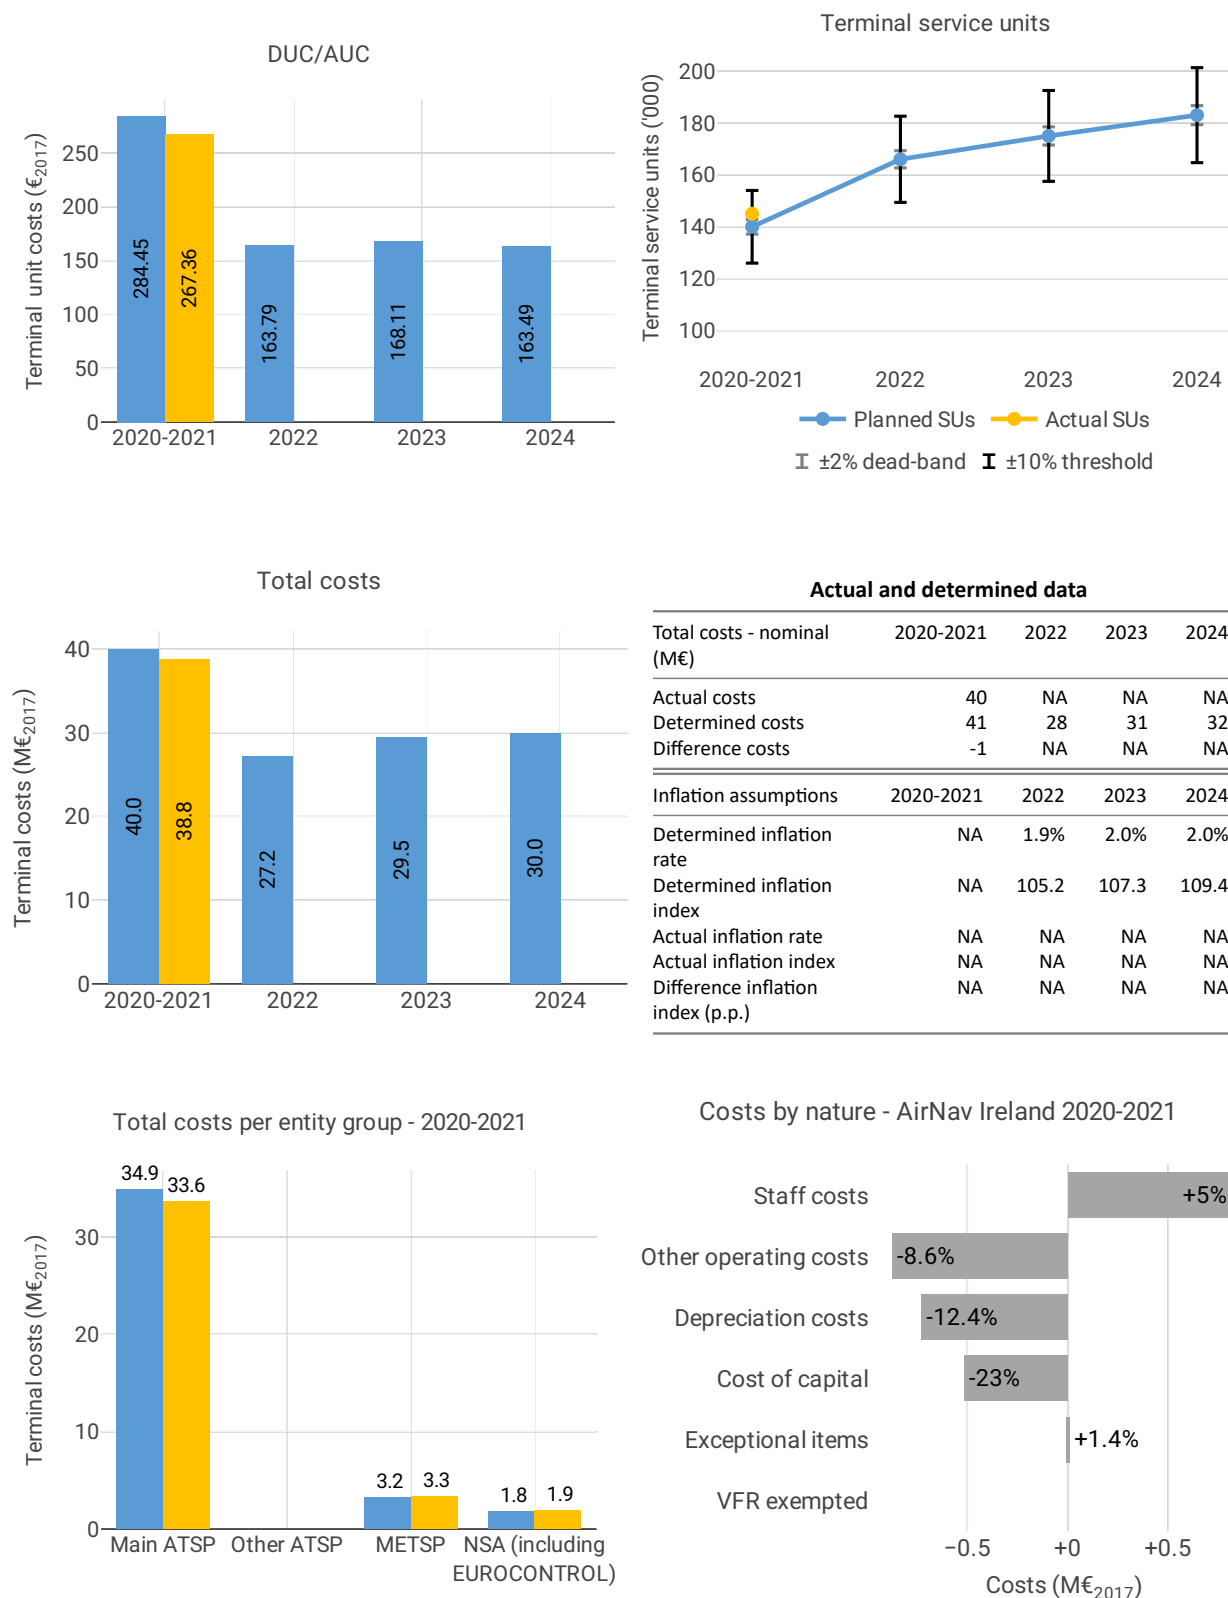 DUC/AUC
Terminal unit costs (€2017)
250
200
150
100
50
0
284.45
267.36
163.79
168.11
163.49
2020-2021 2022 2023 2024
Terminal service units
Terminal service units ('000)
200
180
160
140
120
100
2020-2021 2022 2023 2024
Planned SUs Actual SUs
±2% dead-band ±10% threshold
Total costs
Terminal costs (M€2017)
40
30
20
10
0
40.0
38.8
27.2
29.5
30.0
2020-2021 2022 2023 2024
Actual and determined data
Total costs - nominal 2020-2021 2022 2023 2024
(M€)
Actual costs 40 NA NA NA
Determined costs 41 28 31 32
Difference costs -1 NA NA NA
Inflation assumptions 2020-2021 2022 2023 2024
Determined inflation NA 1.9% 2.0% 2.0%
rate
Determined inflation NA 105.2 107.3 109.4
index
Actual inflation rate NA NA NA NA
Actual inflation index NA NA NA NA
Difference inflation NA NA NA NA
index (p.p.)
Total costs per entity group - 2020-2021
Terminal costs (M€2017)
30
20
10
0
34.9
33.6
3.2
3.3
1.8
1.9
Main ATSP Other ATSP METSP NSA (including
EUROCONTROL)
Costs by nature - AirNav Ireland 2020-2021
Staff costs +5%
Other operating costs -8.6%
Depreciation costs -12.4%
Cost of capital -23%
Exceptional items +1.4%
VFR exempted
−0.5 +0 +0.5
Costs (M€2017)